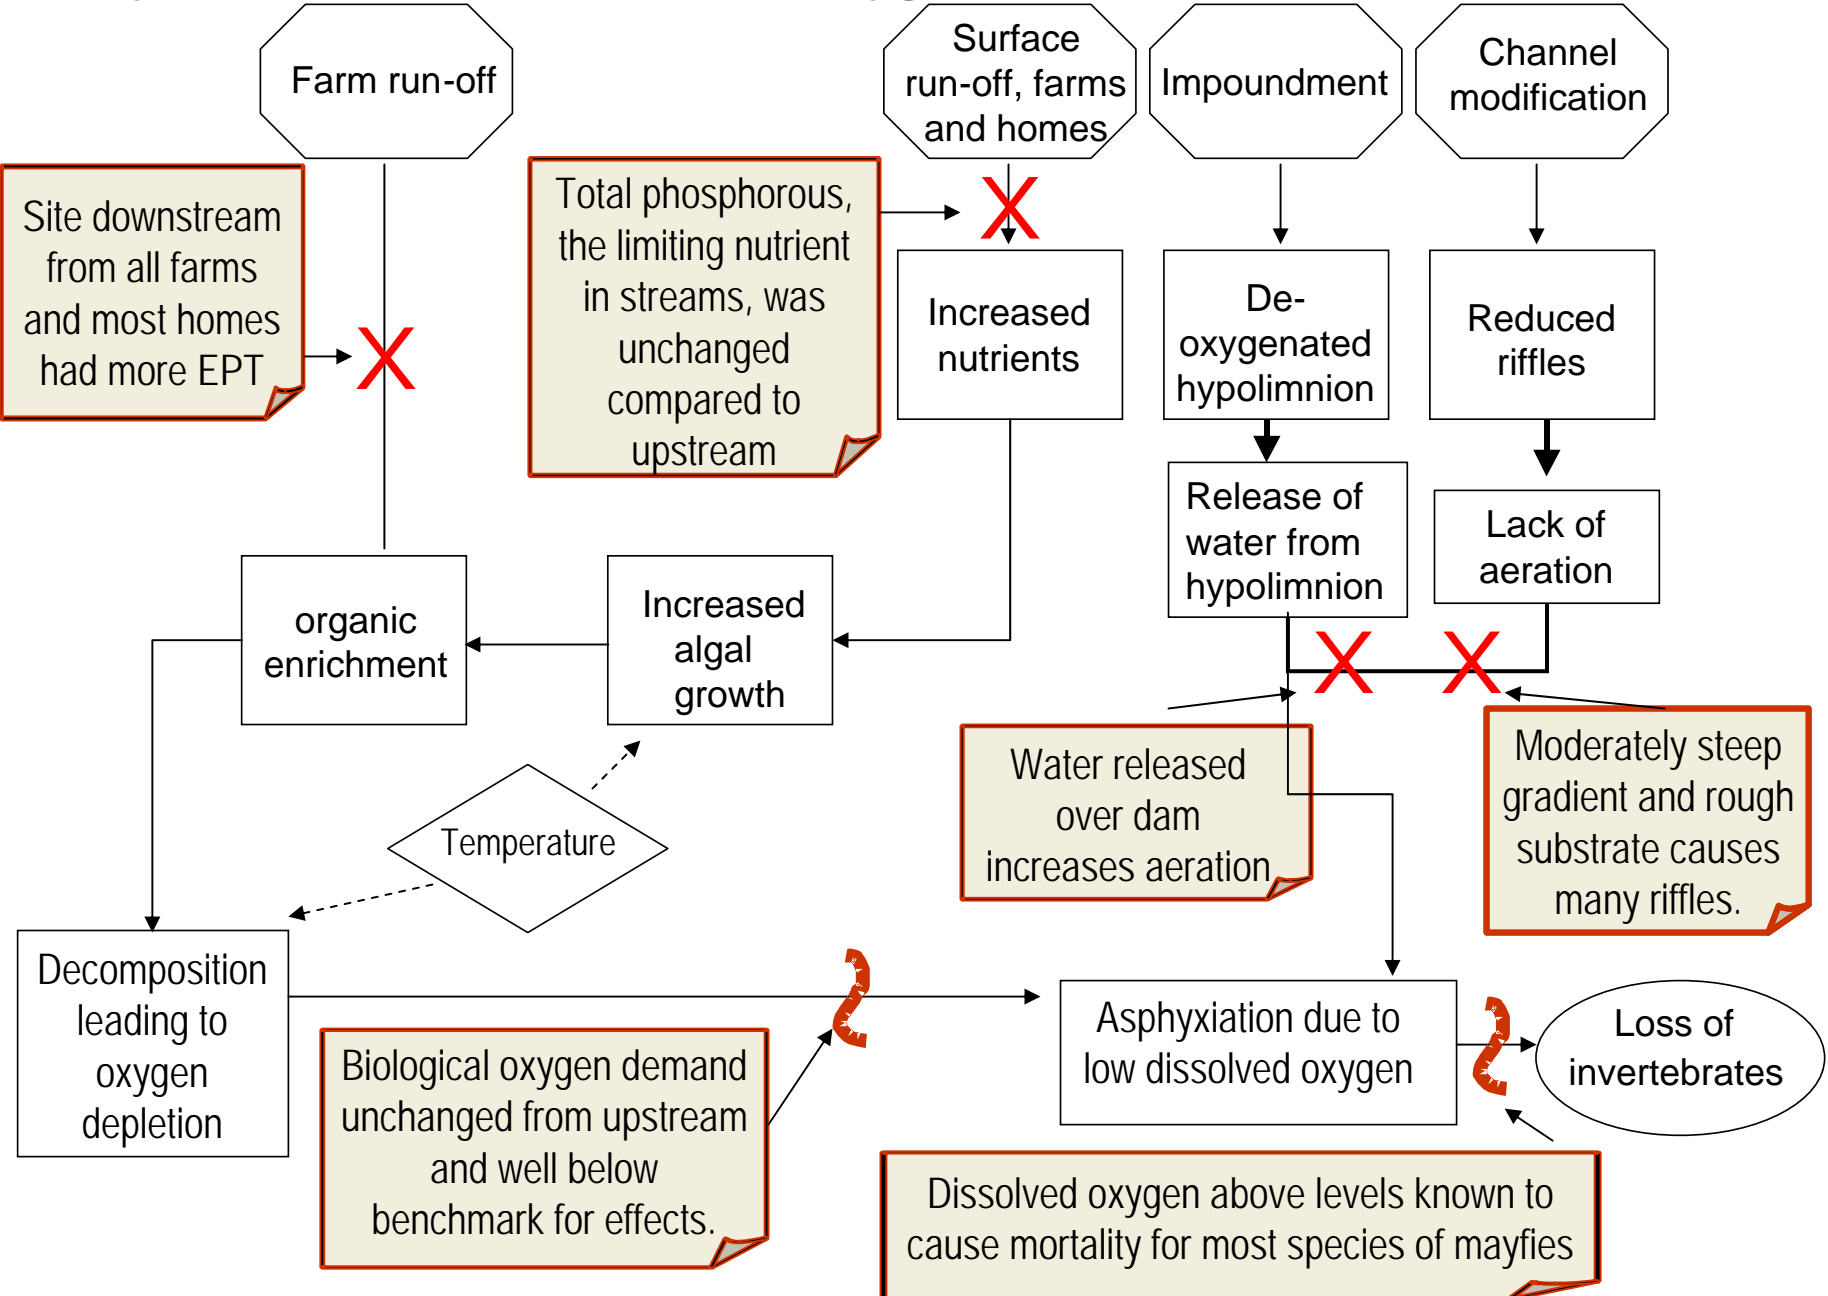 Farm run-off
Surface
run-off, farms
and homes
Impoundment
Channel
modification
Site downstream
from all farms
and most homes
had more EPT
X
Total phosphorous,
the limiting nutrient
in streams, was
unchanged
compared to
upstream
X
Increased
nutrients
De-
oxygenated
hypolimnion
Reduced
riffles
Release of
water from
hypolimnion
Lack of
aeration
organic
enrichment
Increased
algal
growth
X
X
Temperature
Water released
over dam
increases aeration
Moderately steep
gradient and rough
substrate causes
many riffles.
Decomposition
leading to
oxygen
depletion
Biological oxygen demand
unchanged from upstream
and well below
benchmark for effects.
Asphyxiation due to
low dissolved oxygen
Loss of
invertebrates
Dissolved oxygen above levels known to
cause mortality for most species of mayfies